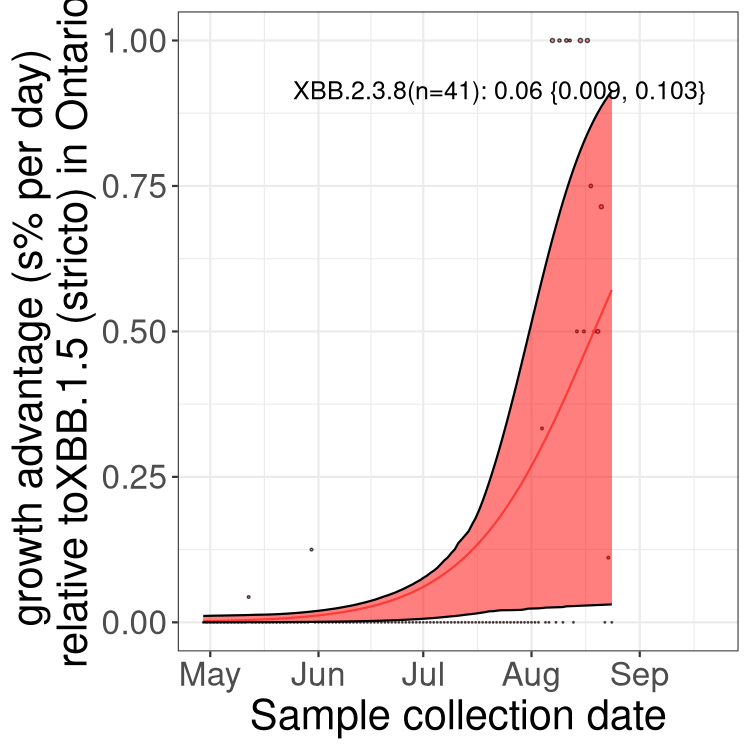 growth advantage (s% per day)
relative toXBB.1.5 (stricto) in Ontario
1.00
0.75
0.50
0.25
0.00
XBB.2.3.8(n=41): 0.06 {0.009, 0.103}
May Jun Jul Aug Sep
Sample collection date